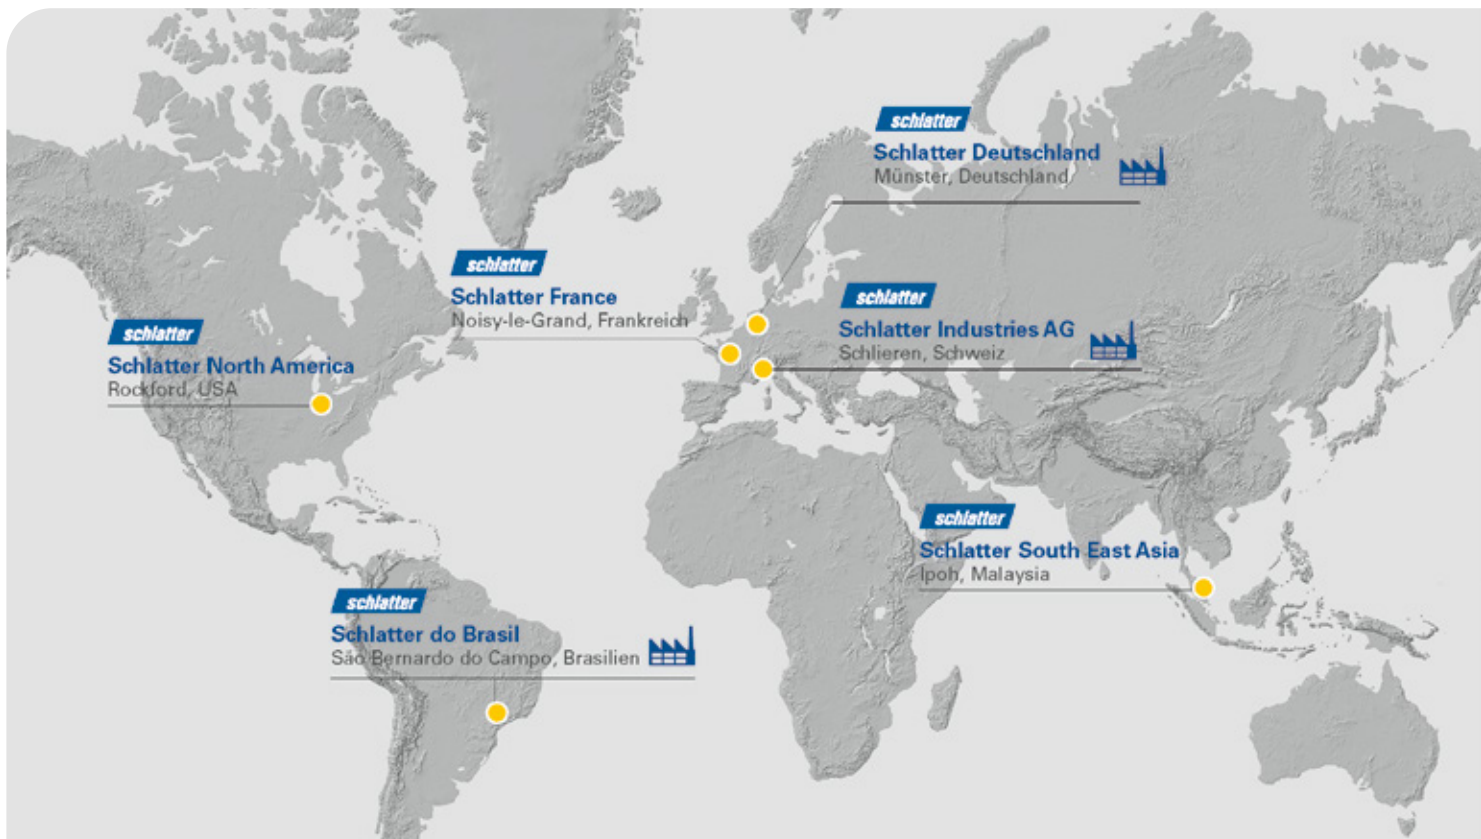 schlatter
Schlatter Deutschland
Münster, Deutschland
schlatter
Schlatter France
Noisy-le-Grand, Frankreich
schlatter
Schlatter Industries AG
Schlieren, Schweiz
schlatter
Schlatter North America
Rockford, USA
schlatter
Schlatter South East Asia
Ipoh, Malaysia
schlatter
Schlatter do Brasil
São Bernardo do Campo, Brasilien